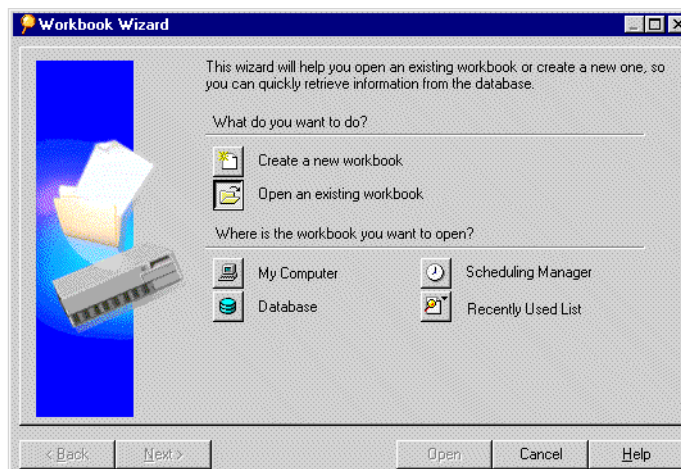 Workbook Wizard
This wizard will help you open an existing workbook or create a new one, so
you can quickly retrieve information from the database.
What do you want to do?
Create a new workbook
Open an existing workbook
Where is the workbook you want to open?
My Computer
Scheduling Manager
Database
Recently Used List
< Back
Next >
Open
Cancel
Help